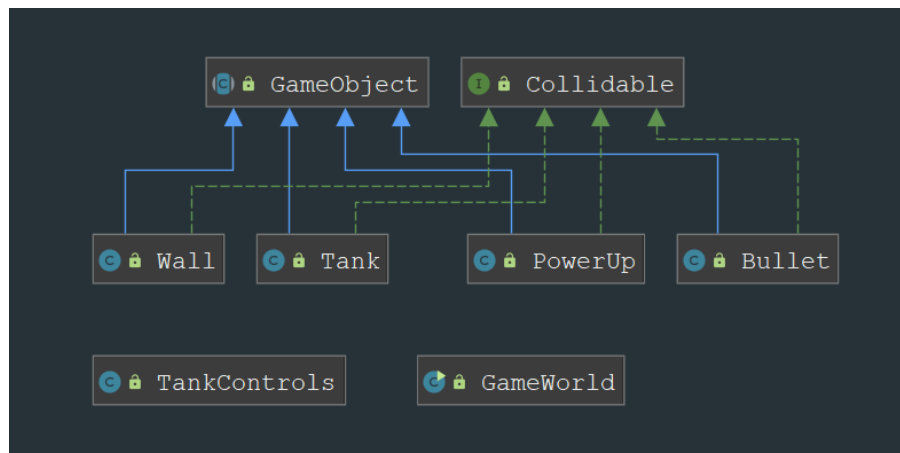 GameObject
Collidable
Wall
Tank
PowerUp
Bullet
TankControls
GameWorld